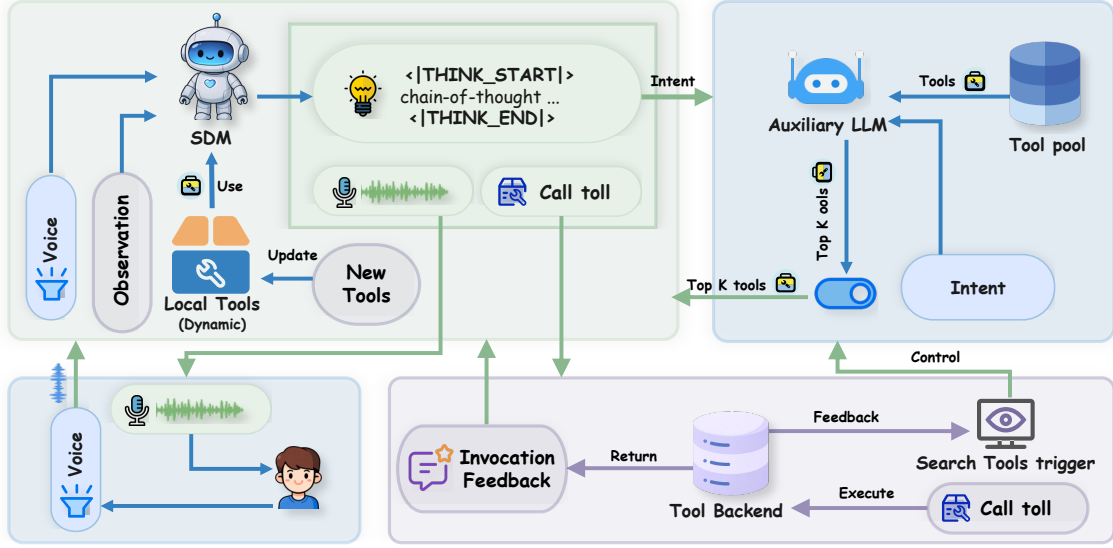 <|THINK_START|>
chain-of-thought ...
<|THINK_END|>
Intent
SDM
Use
Voice
Observation
Update
Local Tools
(Dynamic)
New
Tools
Call toll
Auxiliary LLM
Tools
Tool pool
Top K ools
Intent
Top K tools
Control
Voice
Invocation
Feedback
Return
Tool Backend
Feedback
Search Tools trigger
Execute
Call toll